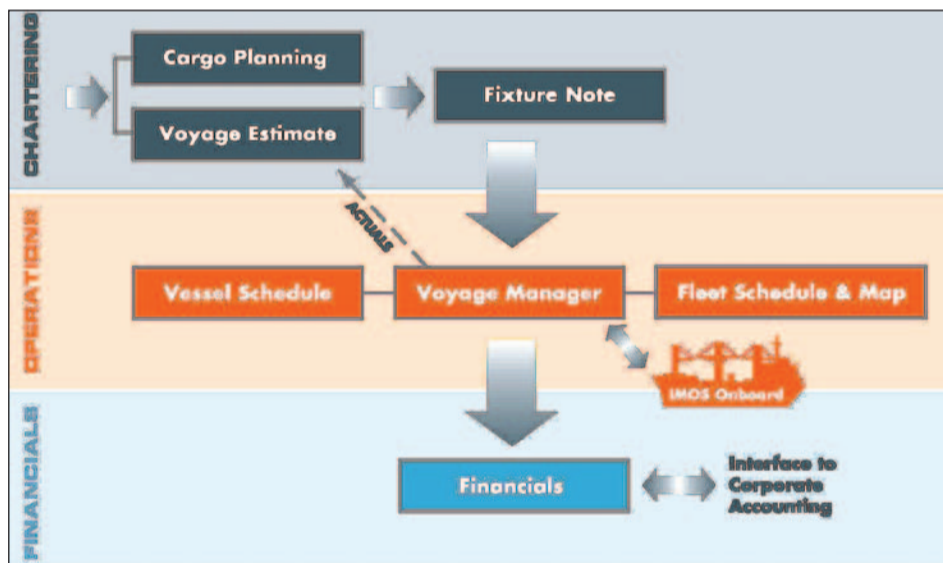 CHARTERING
Cargo Planning
Voyage Estimate
Fixture Note
ACTUALS
OPERATIONS
Vessel Schedule
Voyage Manager
Fleet Schedule & Map
IMOS Onboard
FINANCIALS
Financials
Interface to
Corporate
Accounting